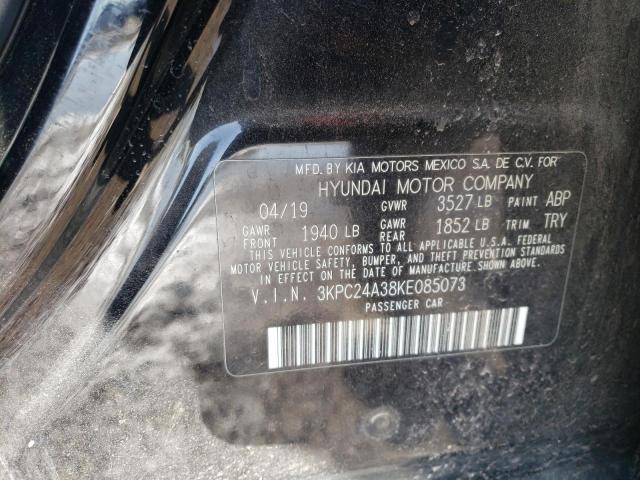 MFD. BY KIA MOTORS MEXICO S.A. DE C.V. FOR
HYUNDAI MOTOR COMPANY
04/19 GVWR 3527 LB PAINT ABP
GAWR FRONT 1940 LB GAWR REAR 1852 LB TRIM TRY
THIS VEHICLE CONFORMS TO ALL APPLICABLE U.S.A. FEDERAL
MOTOR VEHICLE SAFETY, BUMPER, AND THEFT PREVENTION STANDARDS
IN EFFECT ON THE DATE OF MANUFACTURE SHOWN ABOVE.
V.I.N. 3KPC24A38KE085073
PASSENGER CAR